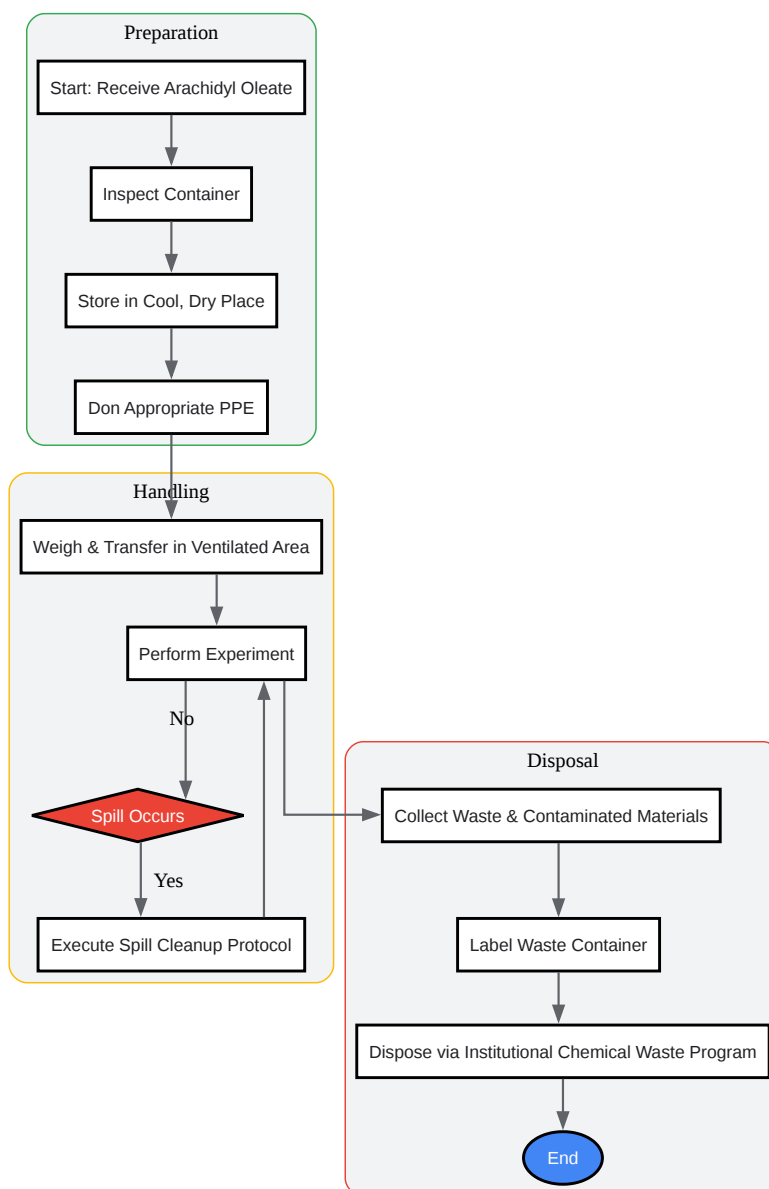 Preparation
Start: Receive Arachidyl Oleate
Inspect Container
Store in Cool, Dry Place
Don Appropriate PPE
Handling
Weigh & Transfer in Ventilated Area
Perform Experiment
No
Spill Occurs
Yes
Execute Spill Cleanup Protocol
Disposal
Collect Waste & Contaminated Materials
Label Waste Container
Dispose via Institutional Chemical Waste Program
End